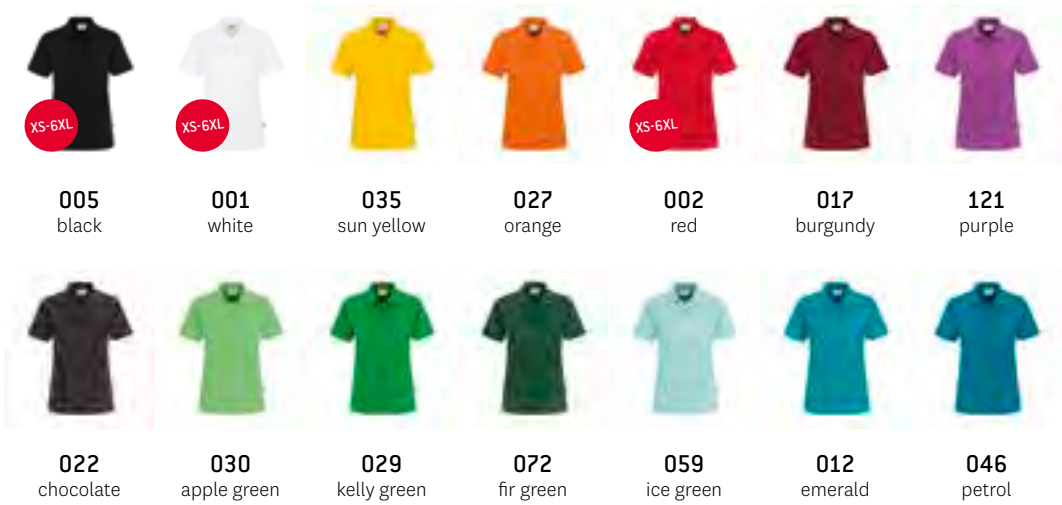 XS-6XL
XS-6XL
XS-6XL
005
black
001
white
035
sun yellow
027
orange
002
red
017
burgundy
121
purple
022
chocolate
030
apple green
029
kelly green
072
fir green
059
ice green
012
emerald
046
petrol